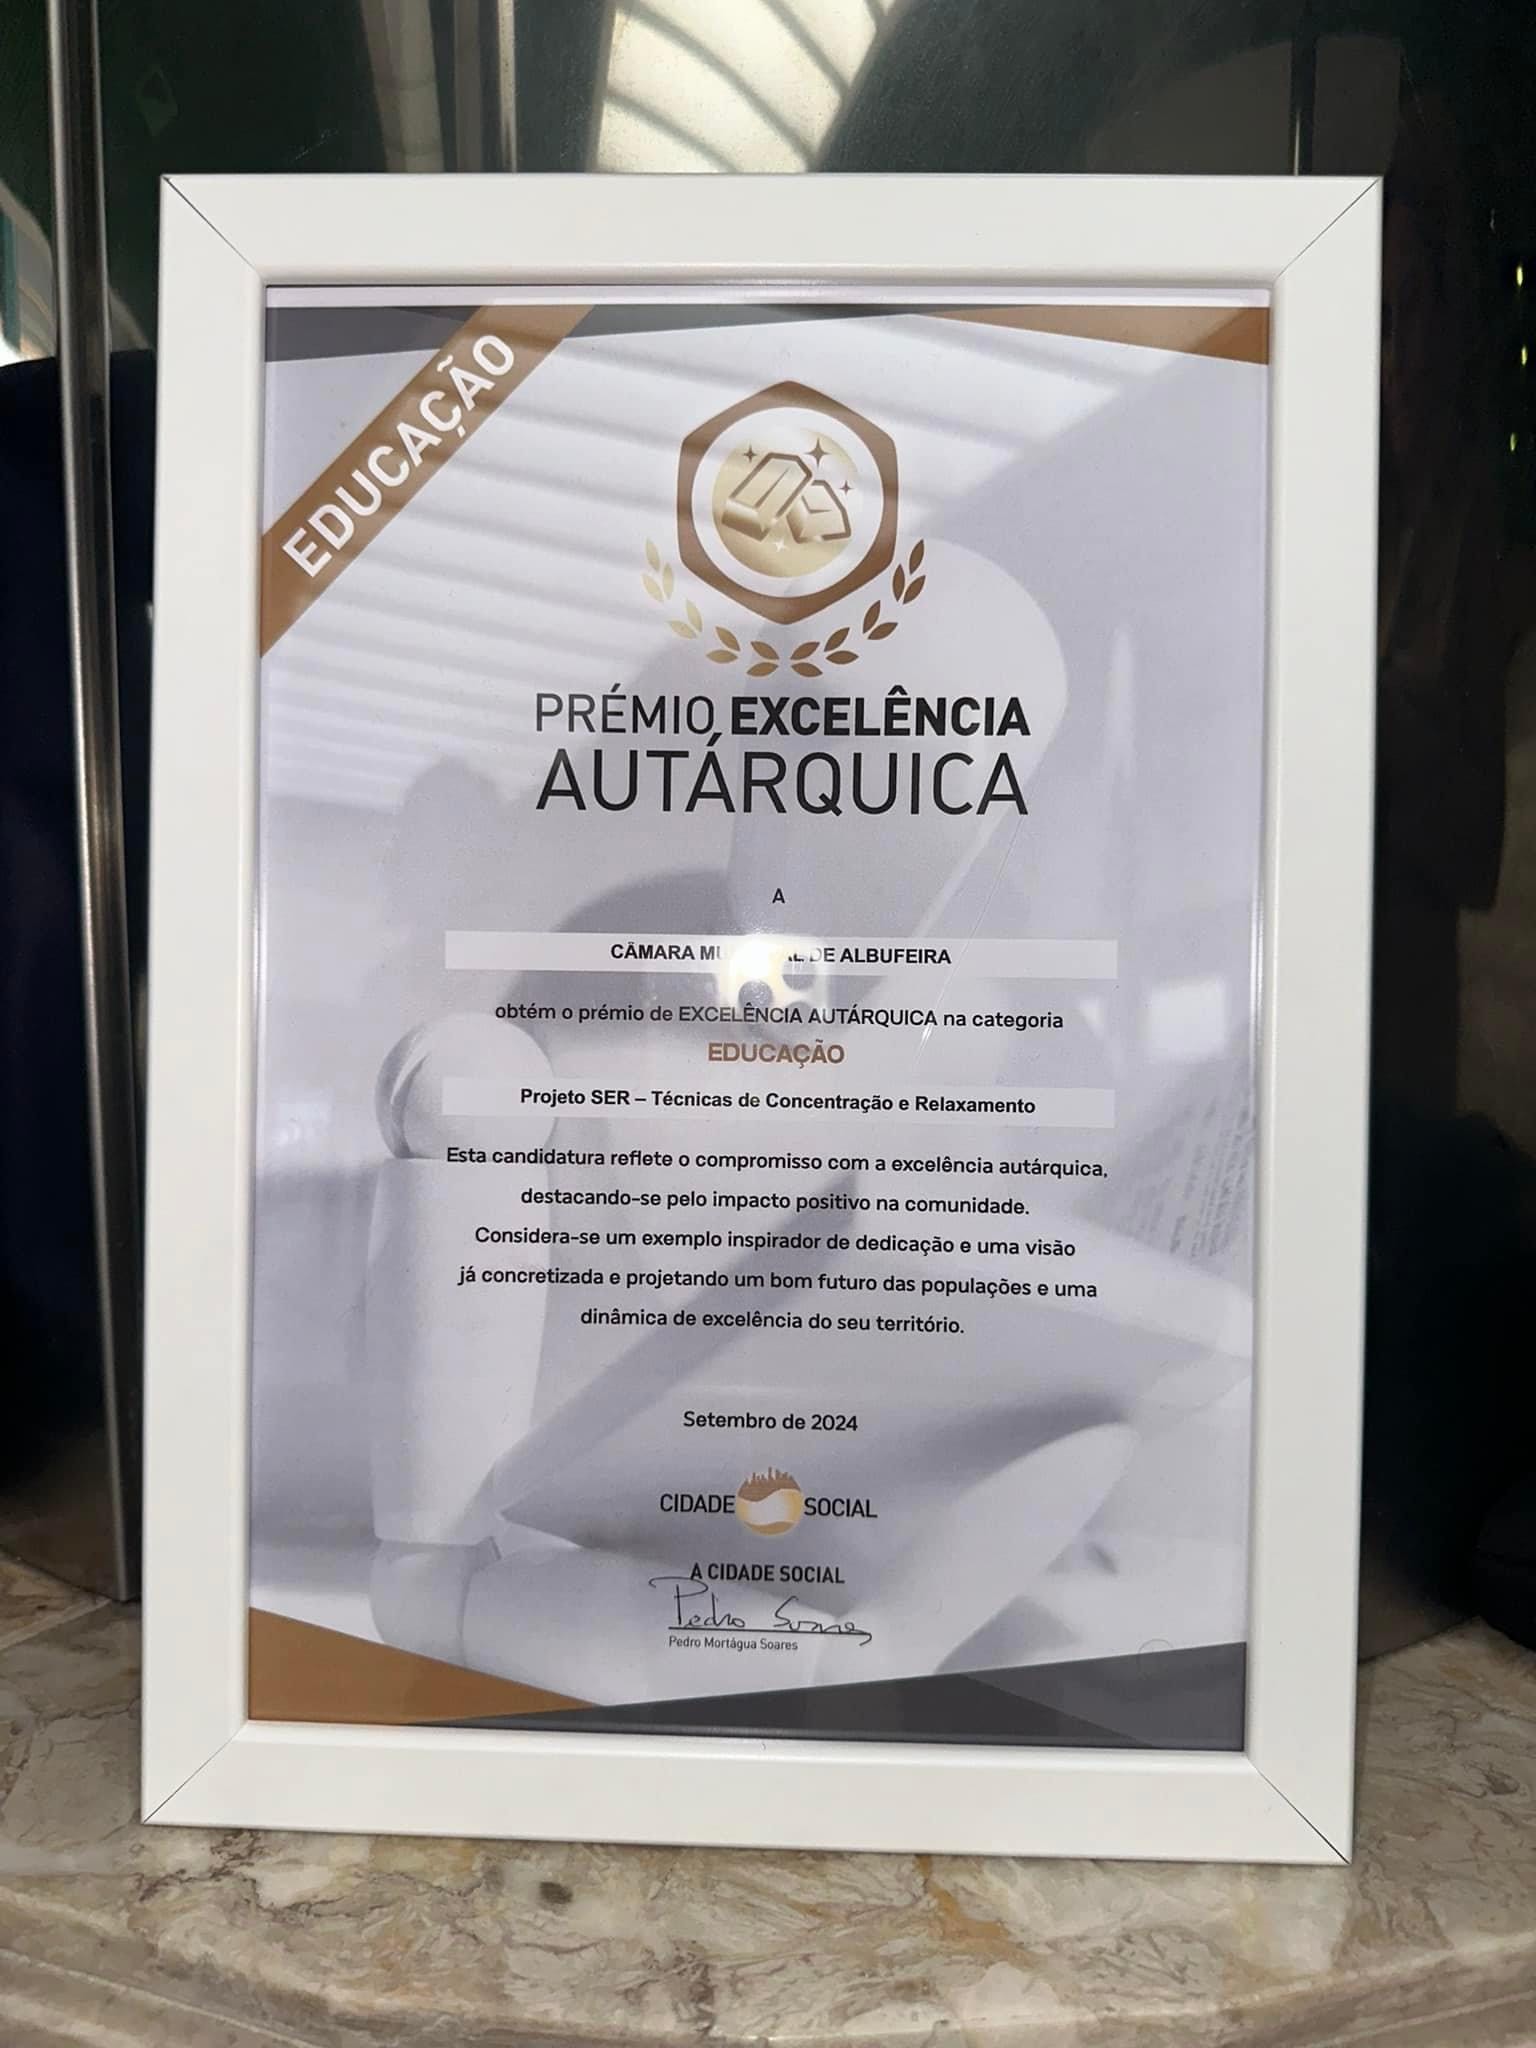 EDUCAÇÃO
PRÉMIO EXCELÊNCIA
AUTÁRQUICA
A
CÂMARA DE ALBUFEIRA
obtém o prémio de EXCELÊNCIA AUTÁRQUICA na categoria
EDUCAÇÃO
Projeto SER – Técnicas de Concentração e Relaxamento
Esta candidatura reflete o compromisso com a excelência autárquica,
destacando-se pelo impacto positivo na comunidade.
Considera-se um exemplo inspirador de dedicação e uma visão
já concretizada e projetando um bom futuro das populações e uma
dinâmica de excelência do seu território.
Setembro de 2024
CIDADE SOCIAL
A CIDADE SOCIAL
Pedro Soares
Pedro Mortágua Soares